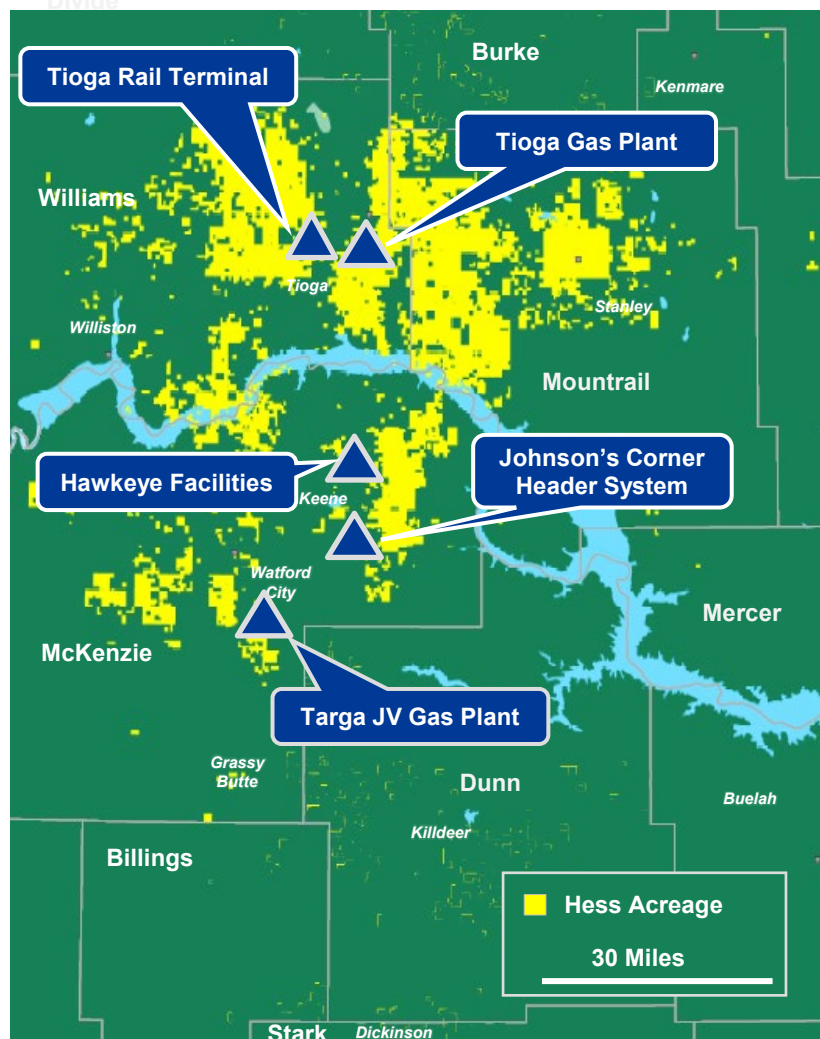 Divide
Burke
Tioga Rail Terminal
Kenmare
Tioga Gas Plant
Williams
Tioga
Stanley
Williston
Mountrail
Johnson’s Corner
Header System
Hawkeye Facilities
Keene
Watford
City
Mercer
McKenzie
Targa JV Gas Plant
Grassy
Butte
Dunn
Buelah
Killdeer
Billings
Hess Acreage
30 Miles
Stark
Dickinson